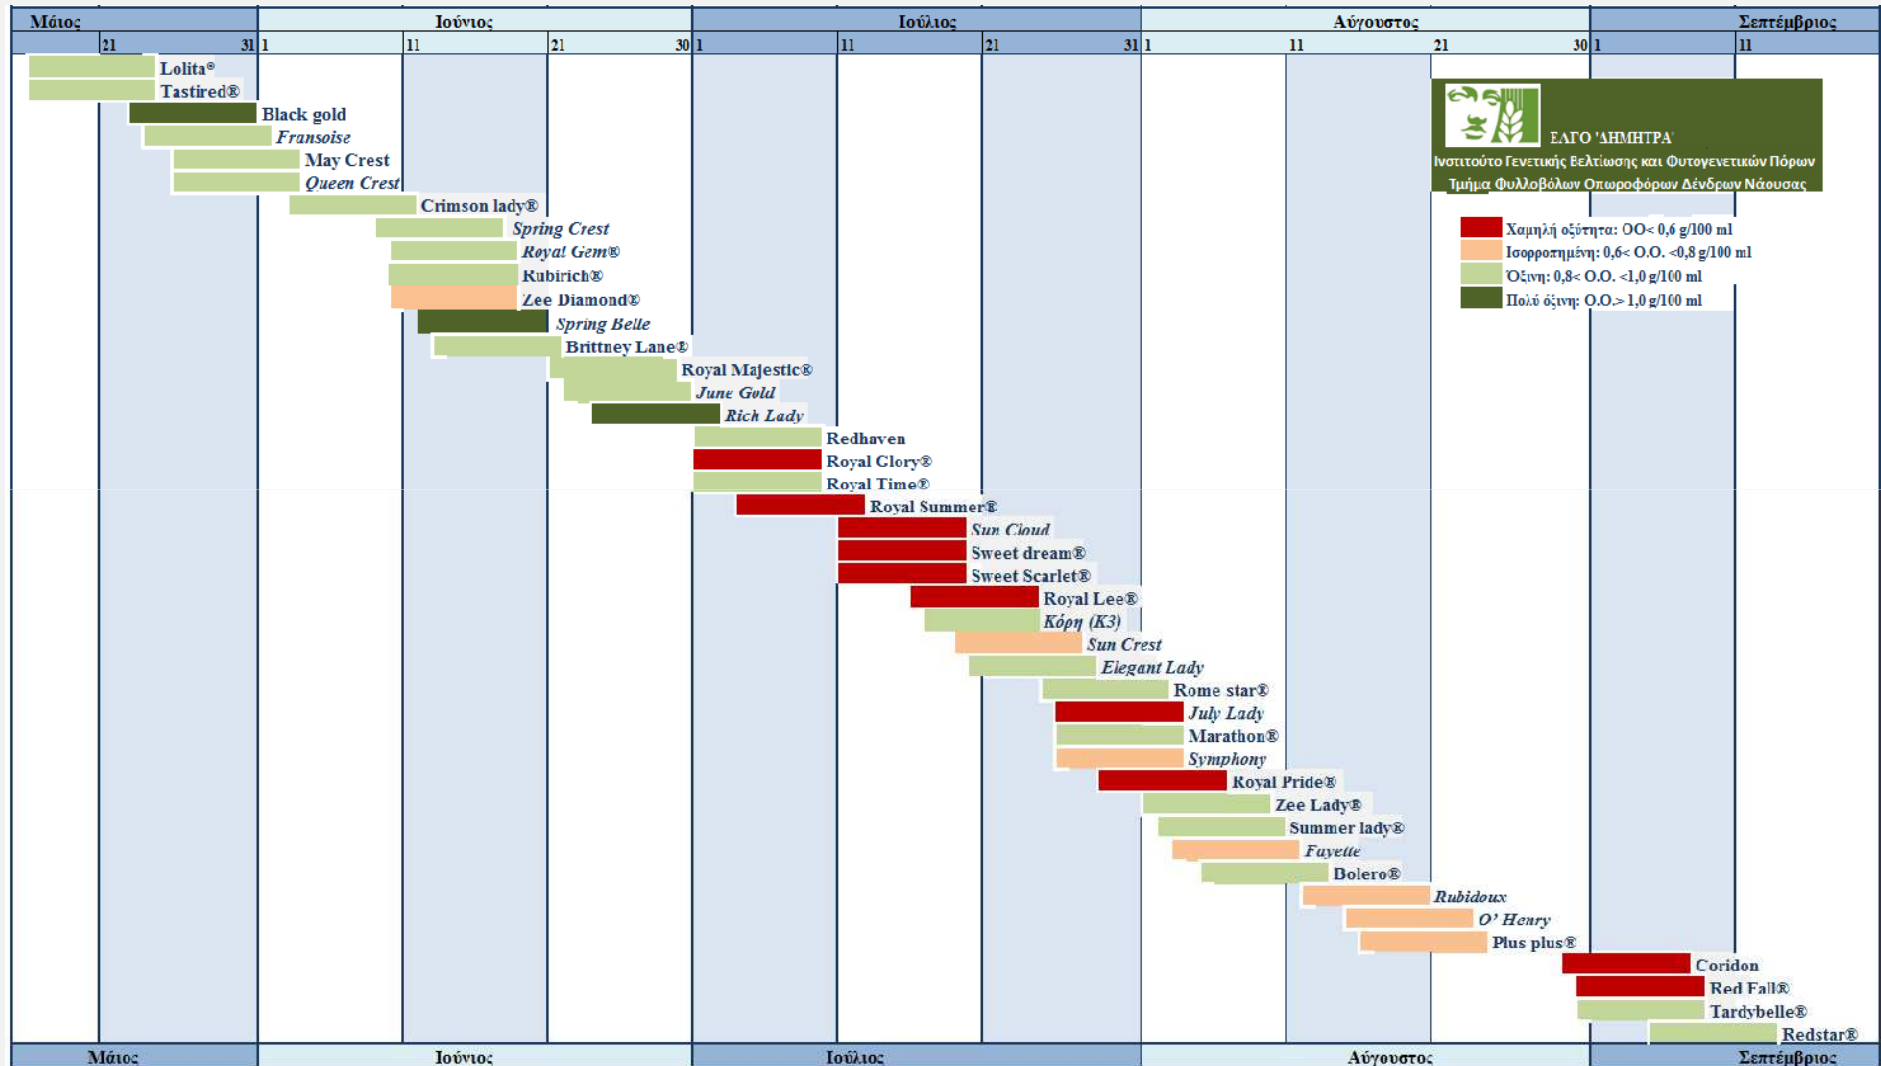 Μάιος Ιούνιος Ιούλιος Αύγουστος Σεπτέμβριος
21 31 1 11 21 30 1 11 21 31 1 11 21 30 1 11
Lolita®
Tastired®
Black gold
Fransoise
May Crest
Queen Crest
Crimson lady®
Spring Crest
Royal Gem®
Rubirich®
Zee Diamond®
Spring Belle
Brittney Lane®
Royal Majestic®
June Gold
Rich Lady
Redhaven
Royal Glory®
Royal Time®
Royal Summer®
Sun Cloud
Sweet dream®
Sweet Scarlet®
Royal Lee®
Κόρη (Κ3)
Sun Crest
Elegant Lady
Rome star®
July Lady
Marathon®
Symphony
Royal Pride®
Zee Lady®
Summer lady®
Fayette
Bolero®
Rubidoux
O' Henry
Plus plus®
Coridon
Red Fall®
Tardybelle®
Redstar®
ΕΛΓΟ 'ΔΗΜΗΤΡΑ'
Ινστιτούτο Γενετικής Βελτίωσης και Φυτογενετικών Πόρων
Τμήμα Φυλλοβόλων Οπωροφόρων Δένδρων Νάουσας
Χαμηλή οξύτητα: ΟΟ< 0,6 g/100 ml
Ισορροπημένη: 0,6< Ο.Ο. <0,8 g/100 ml
Όξινη: 0,8< Ο.Ο. <1,0 g/100 ml
Πολύ όξινη: Ο.Ο.> 1,0 g/100 ml
Μάιος Ιούνιος Ιούλιος Αύγουστος Σεπτέμβριος